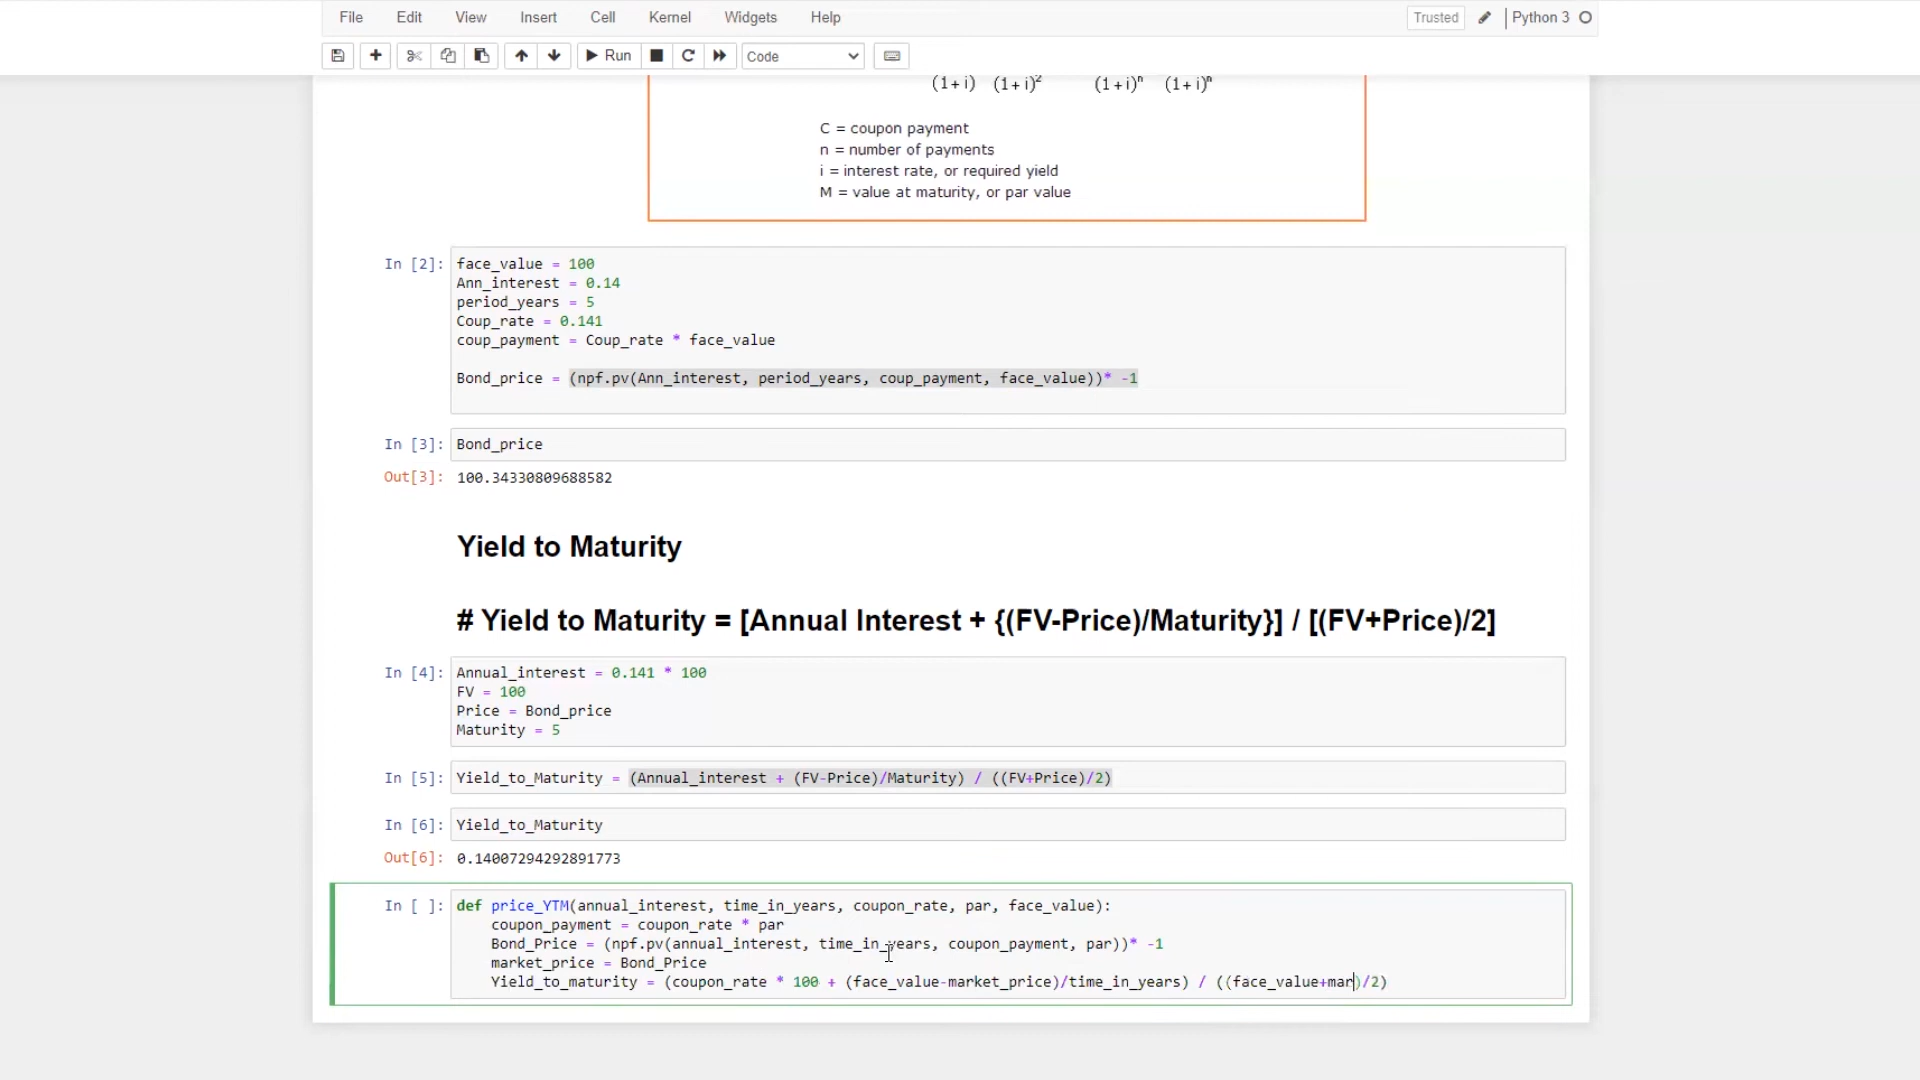 File Edit View Insert Cell Kernel Widgets Help Trusted Python 3
Run Code
(1+i) (1+i)² (1+i)ⁿ (1+i)ⁿ
C = coupon payment
n = number of payments
i = interest rate, or required yield
M = value at maturity, or par value
In [2]: face_value = 100
Ann_interest = 0.14
period_years = 5
Coup_rate = 0.141
coup_payment = Coup_rate * face_value
Bond_price = (npf.pv(Ann_interest, period_years, coup_payment, face_value))* -1
In [3]: Bond_price
Out[3]: 100.34330809688582
Yield to Maturity
# Yield to Maturity = [Annual Interest + {(FV-Price)/Maturity}] / [(FV+Price)/2]
In [4]: Annual_interest = 0.141 * 100
FV = 100
Price = Bond_price
Maturity = 5
In [5]: Yield_to_Maturity = (Annual_interest + (FV-Price)/Maturity) / ((FV+Price)/2)
In [6]: Yield_to_Maturity
Out[6]: 0.14007294292891773
In [ ]: def price_YTM(annual_interest, time_in_years, coupon_rate, par, face_value):
coupon_payment = coupon_rate * par
Bond_Price = (npf.pv(annual_interest, time_in_years, coupon_payment, par))* -1
market_price = Bond_Price
Yield_to_maturity = (coupon_rate * 100 + (face_value-market_price)/time_in_years) / ((face_value+mar)/2)